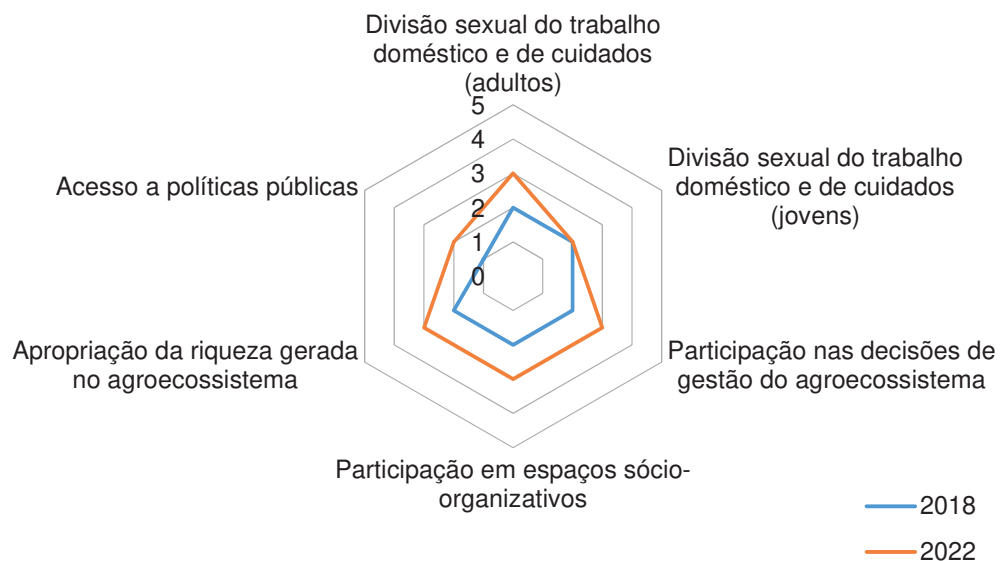 Divisão sexual do trabalho
doméstico e de cuidados
(adultos)
5
4
3
2
1
0
Divisão sexual do trabalho
doméstico e de cuidados
(jovens)
Participação nas decisões de
gestão do agroecossistema
Participação em espaços sócio-
organizativos
Apropriação da riqueza gerada
no agroecossistema
Acesso a políticas públicas
2018
2022